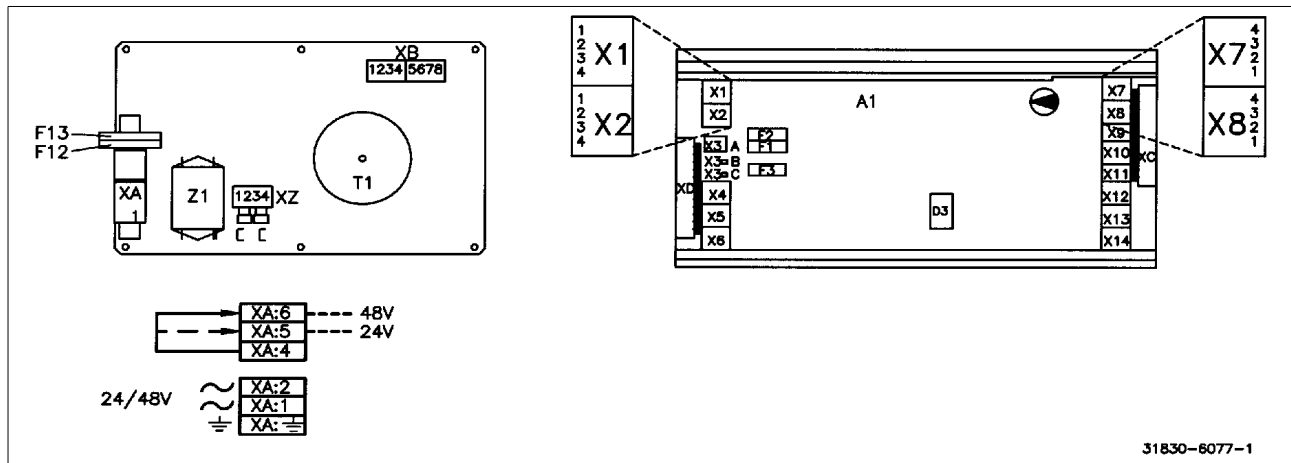 XB
1234 5678
F13
F12
XA
1
Z1
1234 XZ
T1
XA:6 48V
XA:5 24V
XA:4
24/48V
XA:2
XA:1
XA:
1
2
3
4
X1
1
2
3
4
X2
X1
X2
X3 A
X3 B
X3 C
X4
X5
X6
XD
F2
F1
F3
A1
D3
X7
X8
X9
X10
X11
X12
X13
X14
XC
X7
4
3
2
1
X8
4
3
2
1
31830-6077-1